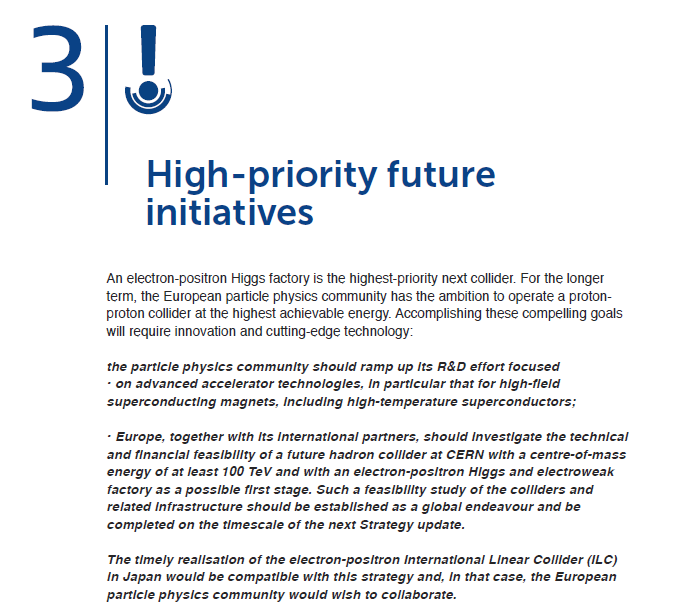 3
High-priority future
initiatives
An electron-positron Higgs factory is the highest-priority next collider. For the longer
term, the European particle physics community has the ambition to operate a proton-
proton collider at the highest achievable energy. Accomplishing these compelling goals
will require innovation and cutting-edge technology:
the particle physics community should ramp up its R&D effort focused
· on advanced accelerator technologies, in particular that for high-field
superconducting magnets, including high-temperature superconductors;
· Europe, together with its international partners, should investigate the technical
and financial feasibility of a future hadron collider at CERN with a centre-of-mass
energy of at least 100 TeV and with an electron-positron Higgs and electroweak
factory as a possible first stage. Such a feasibility study of the colliders and
related infrastructure should be established as a global endeavour and be
completed on the timescale of the next Strategy update.
The timely realisation of the electron-positron International Linear Collider (ILC)
in Japan would be compatible with this strategy and, in that case, the European
particle physics community would wish to collaborate.